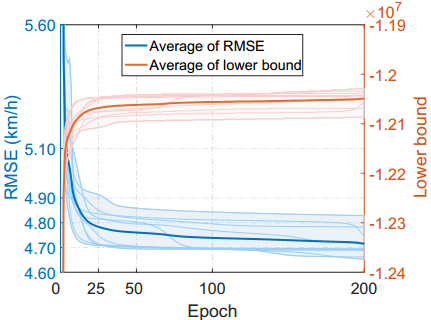 ×10⁷
5.60
5.10
4.90
4.80
4.70
4.60
RMSE (km/h)
Average of RMSE
Average of lower bound
-1.19
-1.2
-1.21
-1.22
-1.23
-1.24
Lower bound
0 25 50 100 200
Epoch